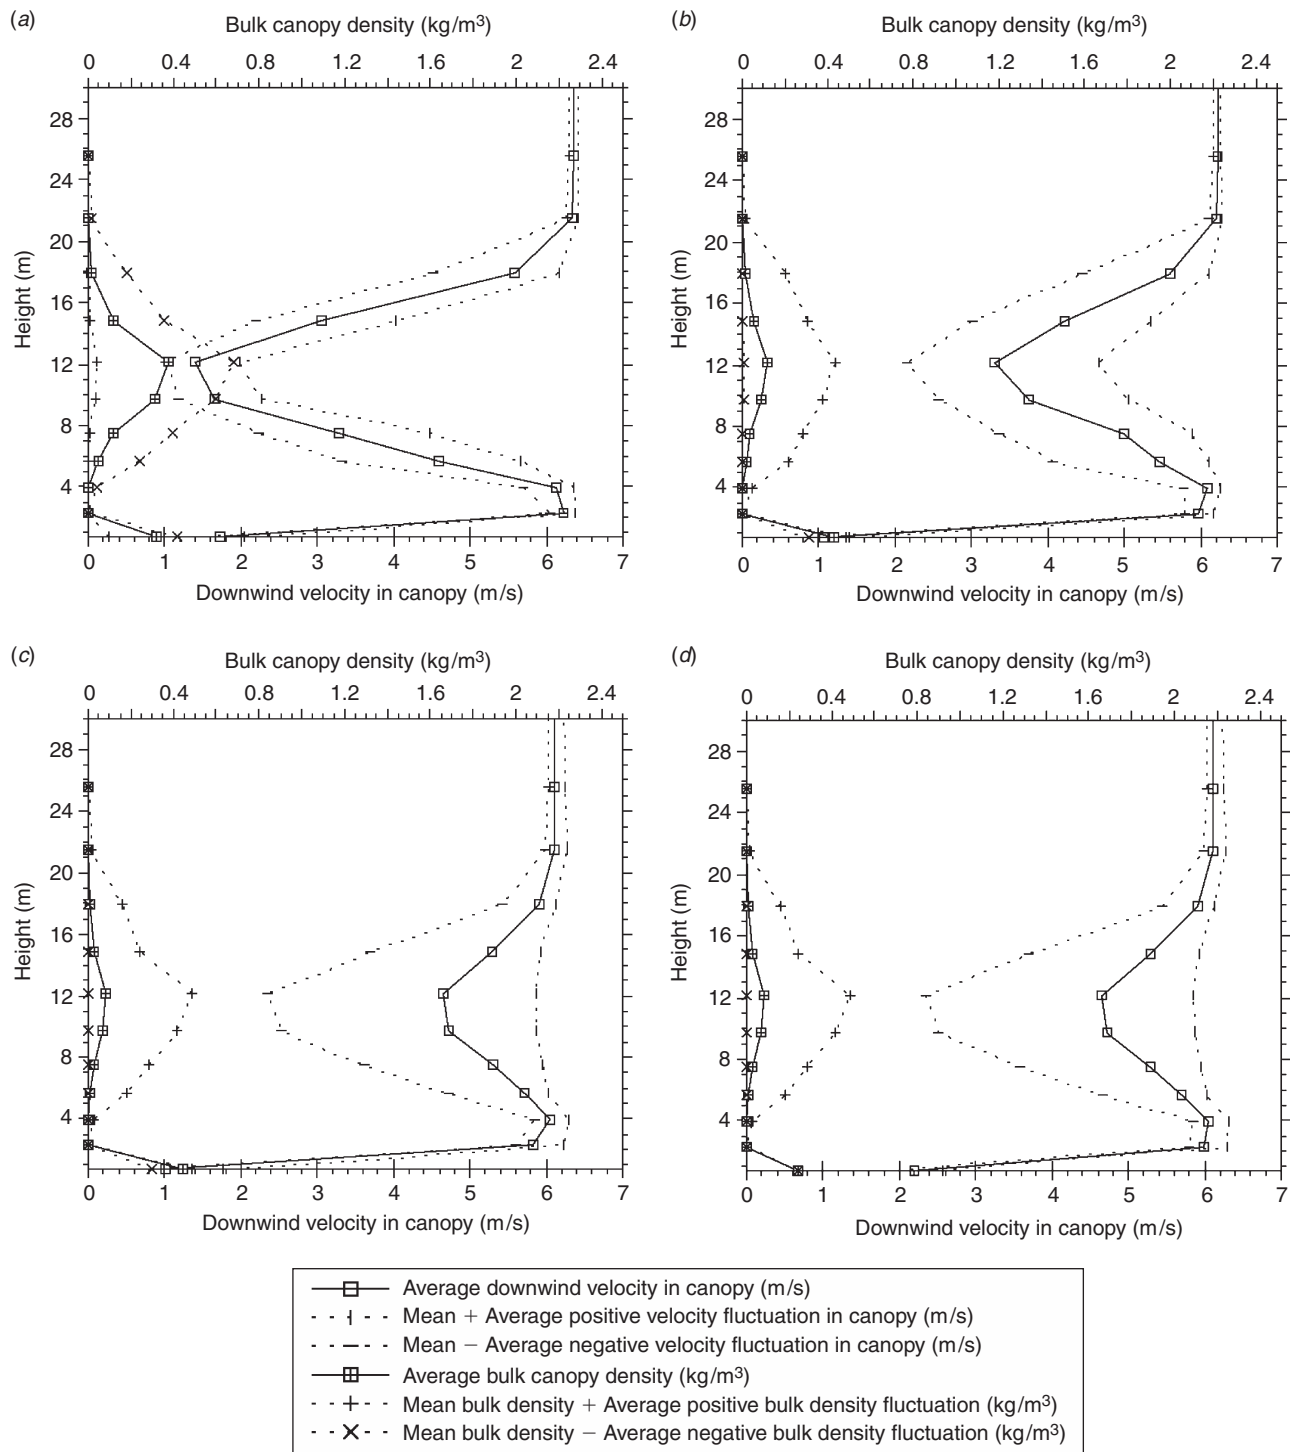 (a)
Bulk canopy density (kg/m³)
0 0.4 0.8 1.2 1.6 2 2.4
Height (m)
28
24
20
16
12
8
4
0 1 2 3 4 5 6 7
Downwind velocity in canopy (m/s)
(b)
Bulk canopy density (kg/m³)
0 0.4 0.8 1.2 1.6 2 2.4
Height (m)
28
24
20
16
12
8
4
0 1 2 3 4 5 6 7
Downwind velocity in canopy (m/s)
(c)
Bulk canopy density (kg/m³)
0 0.4 0.8 1.2 1.6 2 2.4
Height (m)
28
24
20
16
12
8
4
0 1 2 3 4 5 6 7
Downwind velocity in canopy (m/s)
(d)
Bulk canopy density (kg/m³)
0 0.4 0.8 1.2 1.6 2 2.4
Height (m)
28
24
20
16
12
8
4
0 1 2 3 4 5 6 7
Downwind velocity in canopy (m/s)
Average downwind velocity in canopy (m/s)
Mean + Average positive velocity fluctuation in canopy (m/s)
Mean − Average negative velocity fluctuation in canopy (m/s)
Average bulk canopy density (kg/m³)
Mean bulk density + Average positive bulk density fluctuation (kg/m³)
Mean bulk density − Average negative bulk density fluctuation (kg/m³)